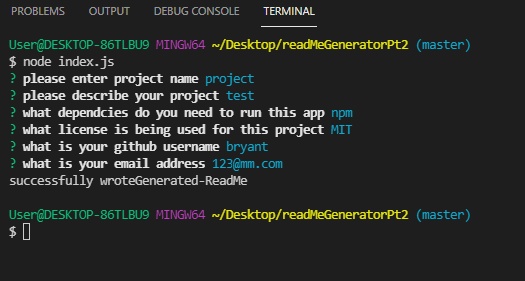 PROBLEMS OUTPUT DEBUG CONSOLE TERMINAL
User@DESKTOP-86TLBU9 MINGW64 ~/Desktop/readMeGeneratorPt2 (master)
$ node index.js
? please enter project name project
? please describe your project test
? what dependcies do you need to run this app npm
? what license is being used for this project MIT
? what is your github username bryant
? what is your email address 123@mm.com
successfully wroteGenerated-ReadMe
User@DESKTOP-86TLBU9 MINGW64 ~/Desktop/readMeGeneratorPt2 (master)
$